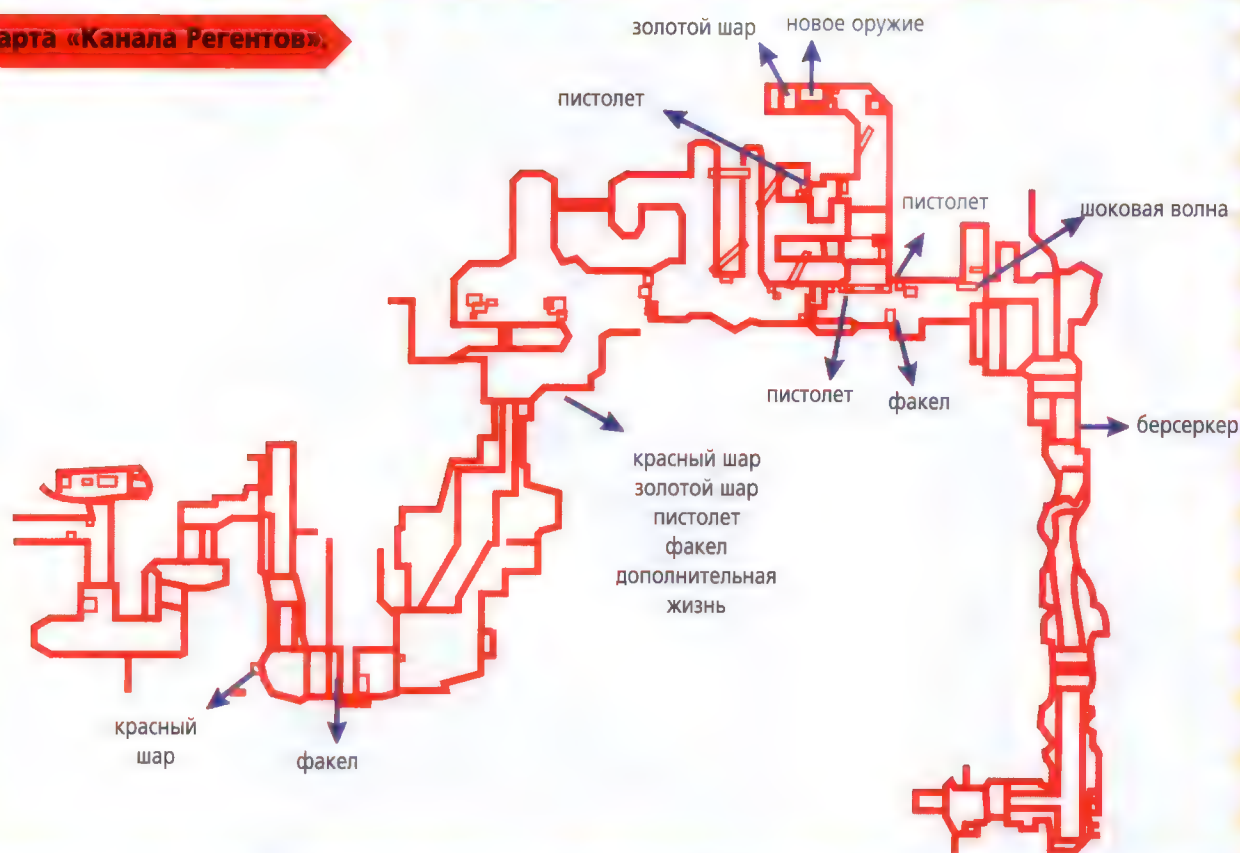 арта «Канала Регентов».
золотой шар
новое оружие
пистолет
пистолет
шоковая волна
пистолет
факел
берсеркер
красный шар
золотой шар
пистолет
факел
дополнительная
жизнь
красный
шар
факел